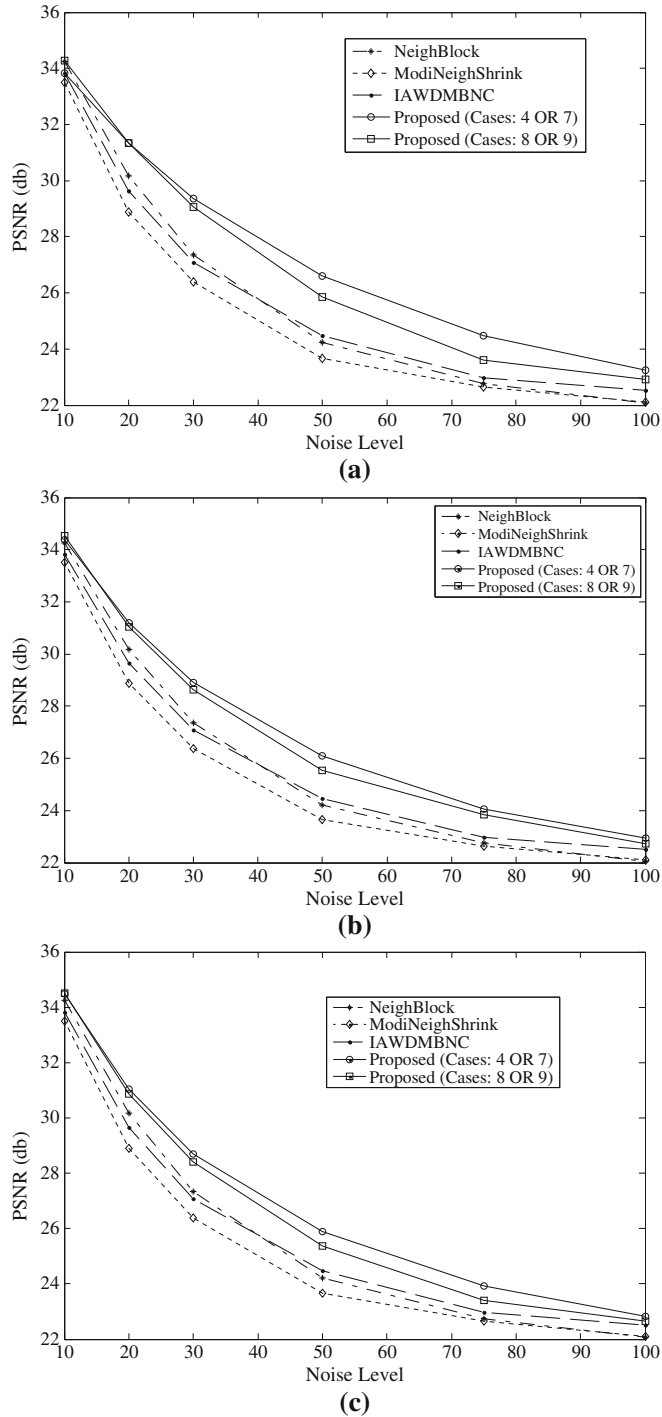 36
34
32
30
28
26
24
22
PSNR (db)
NeighBlock
ModiNeighShrink
IAWDMBNC
Proposed (Cases: 4 OR 7)
Proposed (Cases: 8 OR 9)
10 20 30 40 50 60 70 80 90 100
Noise Level
(a)
36
34
32
30
28
26
24
22
PSNR (db)
NeighBlock
ModiNeighShrink
IAWDMBNC
Proposed (Cases: 4 OR 7)
Proposed (Cases: 8 OR 9)
10 20 30 40 50 60 70 80 90 100
Noise Level
(b)
36
34
32
30
28
26
24
22
PSNR (db)
NeighBlock
ModiNeighShrink
IAWDMBNC
Proposed (Cases: 4 OR 7)
Proposed (Cases: 8 OR 9)
10 20 30 40 50 60 70 80 90 100
Noise Level
(c)